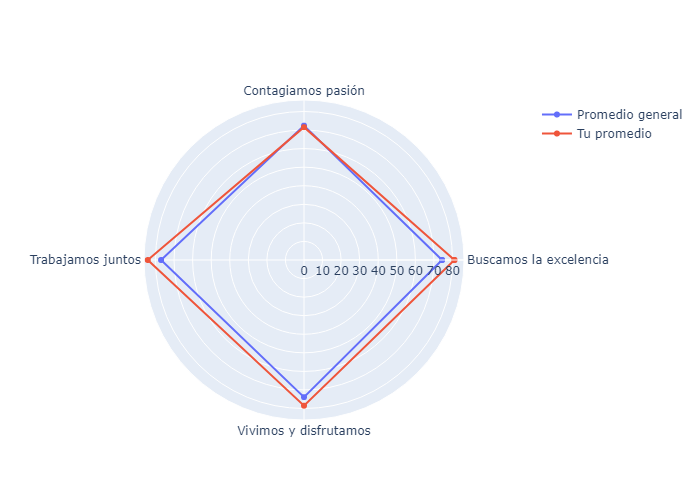 Contagiamos pasión
Promedio general
Tu promedio
Trabajamos juntos
Buscamos la excelencia
0 10 20 30 40 50 60 70 80
Vivimos y disfrutamos